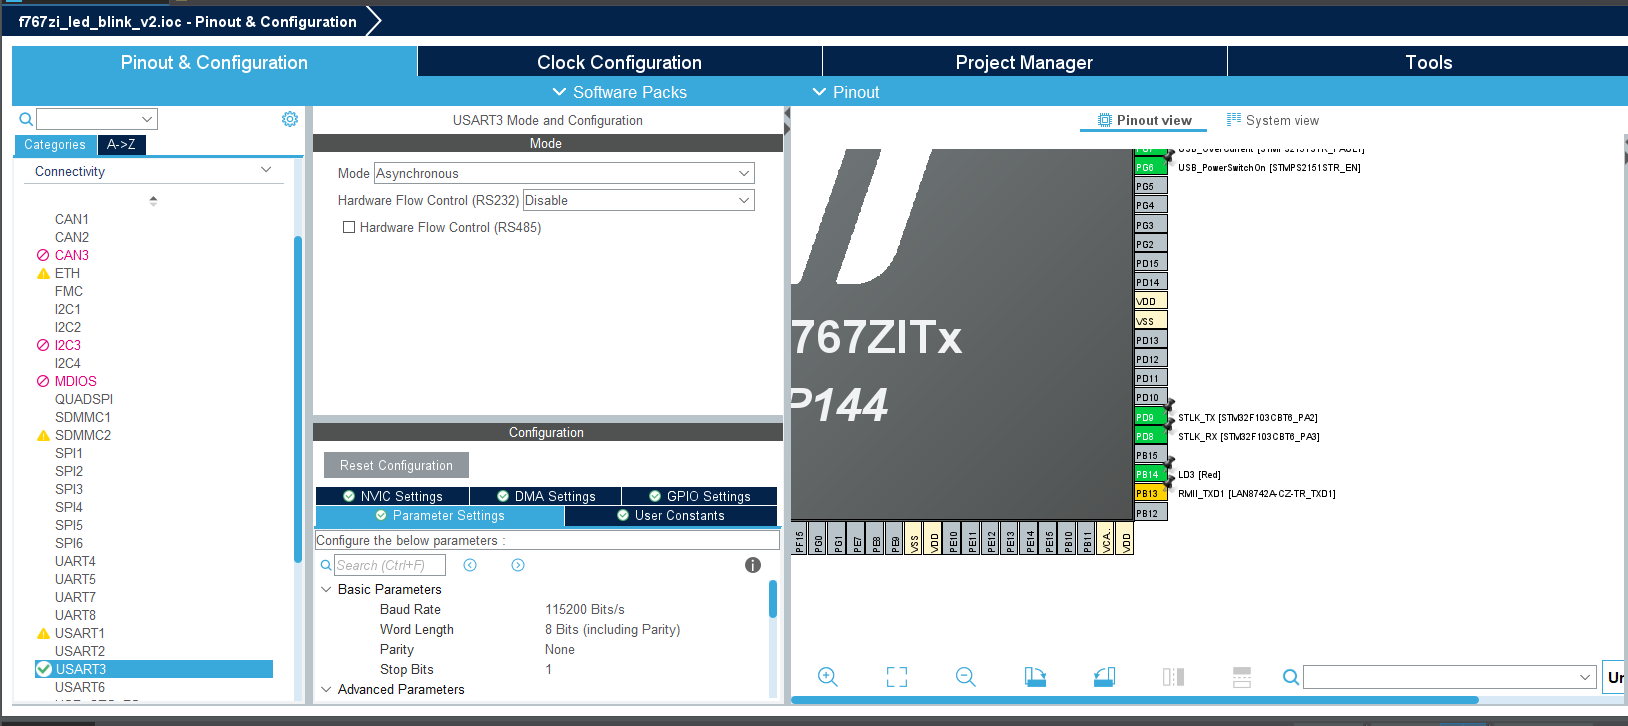 f767zi_led_blink_v2.ioc - Pinout & Configuration
Pinout & Configuration
Clock Configuration
Project Manager
Tools
Software Packs
Pinout
Categories
A->Z
Connectivity
CAN1
CAN2
CAN3
ETH
FMC
I2C1
I2C2
I2C3
I2C4
MDIOS
QUADSPI
SDMMC1
SDMMC2
SPI1
SPI2
SPI3
SPI4
SPI5
SPI6
UART4
UART5
UART7
UART8
USART1
USART2
USART3
USART6
USART3 Mode and Configuration
Mode
Mode Asynchronous
Hardware Flow Control (RS232) Disable
Hardware Flow Control (RS485)
Configuration
Reset Configuration
NVIC Settings
DMA Settings
GPIO Settings
Parameter Settings
User Constants
Configure the below parameters :
Search (Ctrl+F)
Basic Parameters
Baud Rate 115200 Bits/s
Word Length 8 Bits (including Parity)
Parity None
Stop Bits 1
Advanced Parameters
Pinout view
System view
767ZITx
P144
PG7 USB_OverCurrent [STMPS2151STR_FAULT]
PG6 USB_PowerSwitchOn [STMPS2151STR_EN]
PG5
PG4
PG3
PG2
PD15
PD14
VDD
VSS
PD13
PD12
PD11
PD10
PD9 STLK_TX [STM32F103CBT6_PA2]
PD8 STLK_RX [STM32F103CBT6_PA3]
PB15
PB14 LD3 [Red]
PB13 RMII_TXD1 [LAN8742A-CZ-TR_TXD1]
PB12
PF15
PG0
PG1
PE7
PE8
PE9
VSS
VDD
PE10
PE11
PE12
PE13
PE14
PE15
PB10
PB11
VCA..
VDD
Un